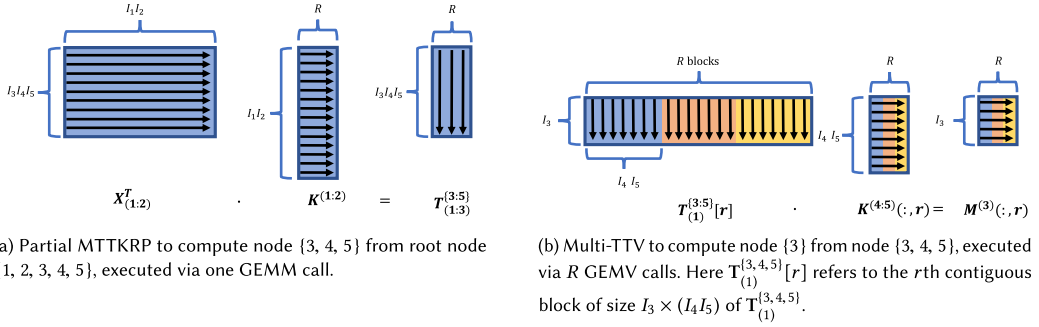 I₁I₂
R
I₃I₄I₅
I₁I₂
R
I₃I₄I₅
X^T_(1:2) · K^(1:2) = T^{3:5}_(1:3)
a) Partial MTTKRP to compute node {3, 4, 5} from root node
1, 2, 3, 4, 5}, executed via one GEMM call.
R blocks
I₃
I₄ I₅
R
I₄ I₅
R
I₃
T^{3:5}_(1)[r] · K^(4:5)(:,r) = M^(3)(:,r)
(b) Multi-TTV to compute node {3} from node {3, 4, 5}, executed
via R GEMV calls. Here T^{3,4,5}_(1)[r] refers to the rth contiguous
block of size I₃ × (I₄I₅) of T^{3,4,5}_(1).